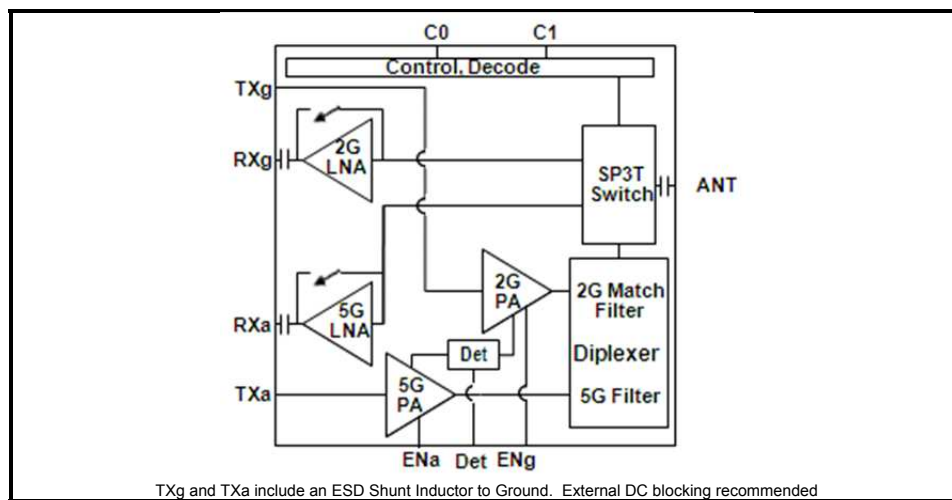 C0 C1
Control, Decode
TXg
RXg
2G
LNA
SP3T
Switch
ANT
RXa
5G
LNA
2G
PA
2G Match
Filter
Diplexer
5G Filter
Det
TXa
5G
PA
ENa Det ENg
TXg and TXa include an ESD Shunt Inductor to Ground. External DC blocking recommended